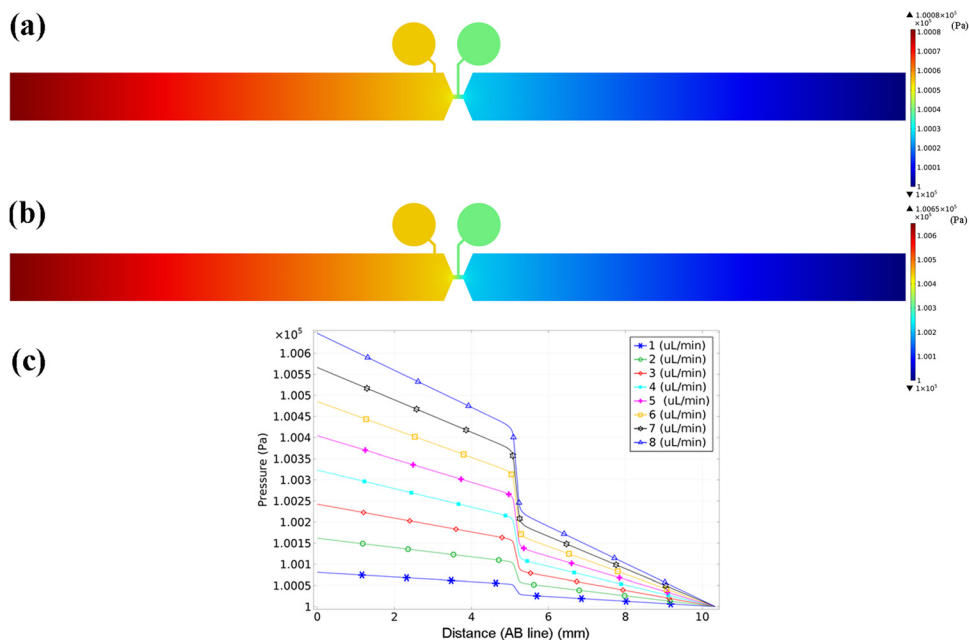 (a)
▲ 1.0008×10⁵
×10⁵ (Pa)
1.0008
1.0007
1.0006
1.0005
1.0004
1.0003
1.0002
1.0001
1
▼ 1×10⁵
(b)
▲ 1.0065×10⁵
×10⁵ (Pa)
1.006
1.005
1.004
1.003
1.002
1.001
1
▼ 1×10⁵
(c)
×10⁵
1.006
1.0055
1.005
1.0045
1.004
1.0035
1.003
1.0025
1.002
1.0015
1.001
1.0005
1
Pressure (Pa)
1 (uL/min)
2 (uL/min)
3 (uL/min)
4 (uL/min)
5 (uL/min)
6 (uL/min)
7 (uL/min)
8 (uL/min)
0 2 4 6 8 10
Distance (AB line) (mm)